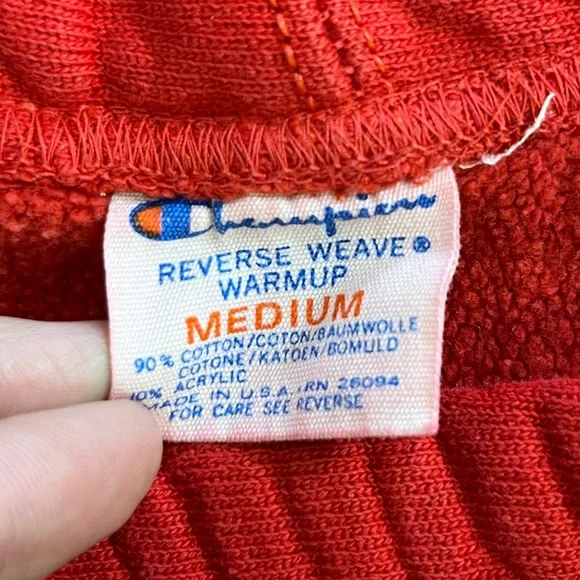 Champion
REVERSE WEAVE®
WARMUP
MEDIUM
90% COTTON/COTON/BAUMWOLLE
COTONE/KATOEN/BOMULD
10% ACRYLIC
MADE IN U.S.A. RN 26094
FOR CARE SEE REVERSE